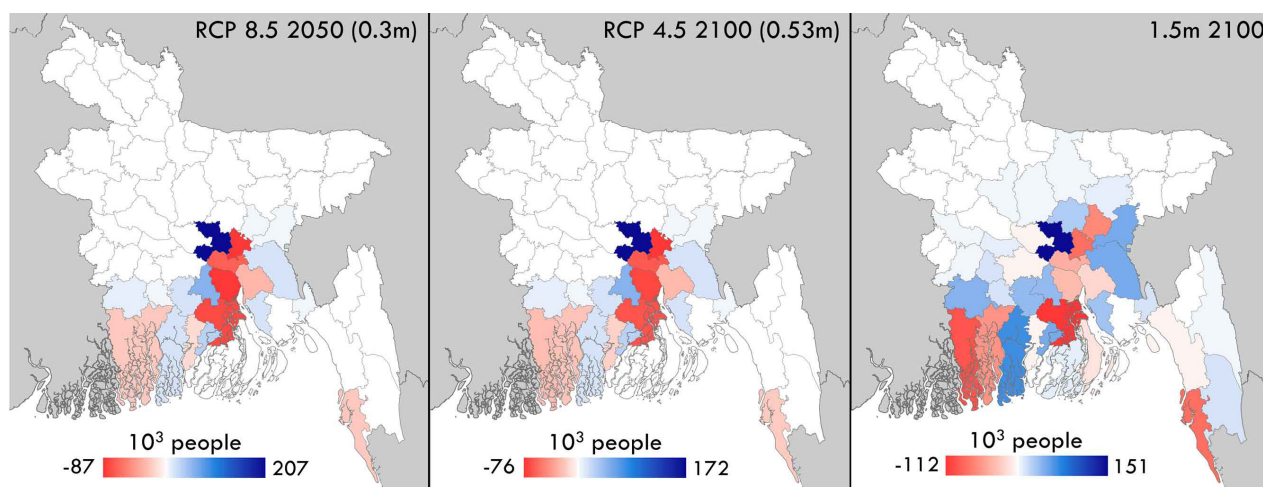 RCP 8.5 2050 (0.3m)
RCP 4.5 2100 (0.53m)
1.5m 2100
10³ people
-87 207
10³ people
-76 172
10³ people
-112 151